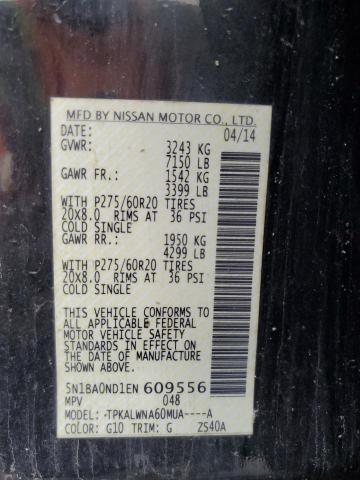 MFD BY NISSAN MOTOR CO., LTD.
DATE: 04/14
GVWR: 3243 KG
7150 LB
GAWR FR.: 1542 KG
3399 LB
WITH P275/60R20 TIRES
20X8.0 RIMS AT 36 PSI
COLD SINGLE
GAWR RR.: 1950 KG
4299 LB
WITH P275/60R20 TIRES
20X8.0 RIMS AT 36 PSI
COLD SINGLE
THIS VEHICLE CONFORMS TO ALL
APPLICABLE FEDERAL
MOTOR VEHICLE SAFETY
STANDARDS IN EFFECT ON
THE DATE OF MANUFACTURE
SHOWN ABOVE.
5N1BA0ND1EN 609556
MPV 048
MODEL: -TPKALWNA60MUA----A
COLOR: G10 TRIM: G ZS40A